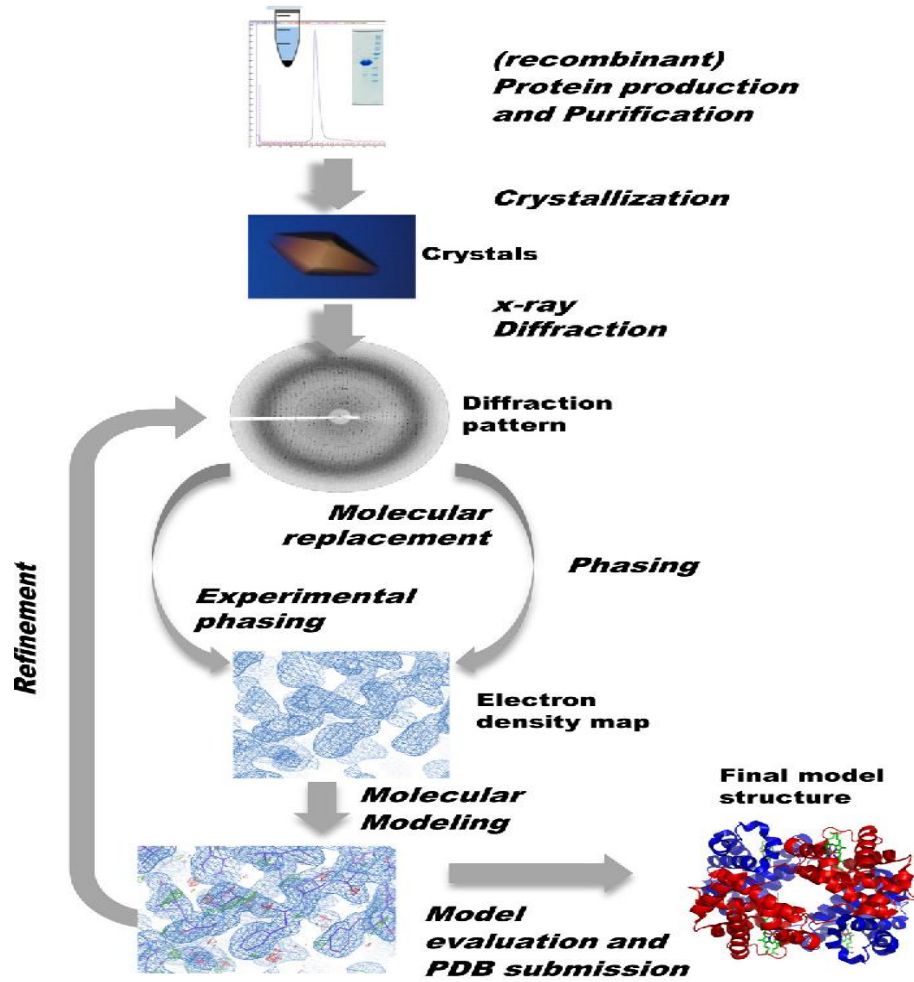 (recombinant)
Protein production
and Purification
Crystallization
Crystals
x-ray
Diffraction
Diffraction
pattern
Molecular
replacement
Phasing
Experimental
phasing
Refinement
Electron
density map
Molecular
Modeling
Final model
structure
Model
evaluation and
PDB submission